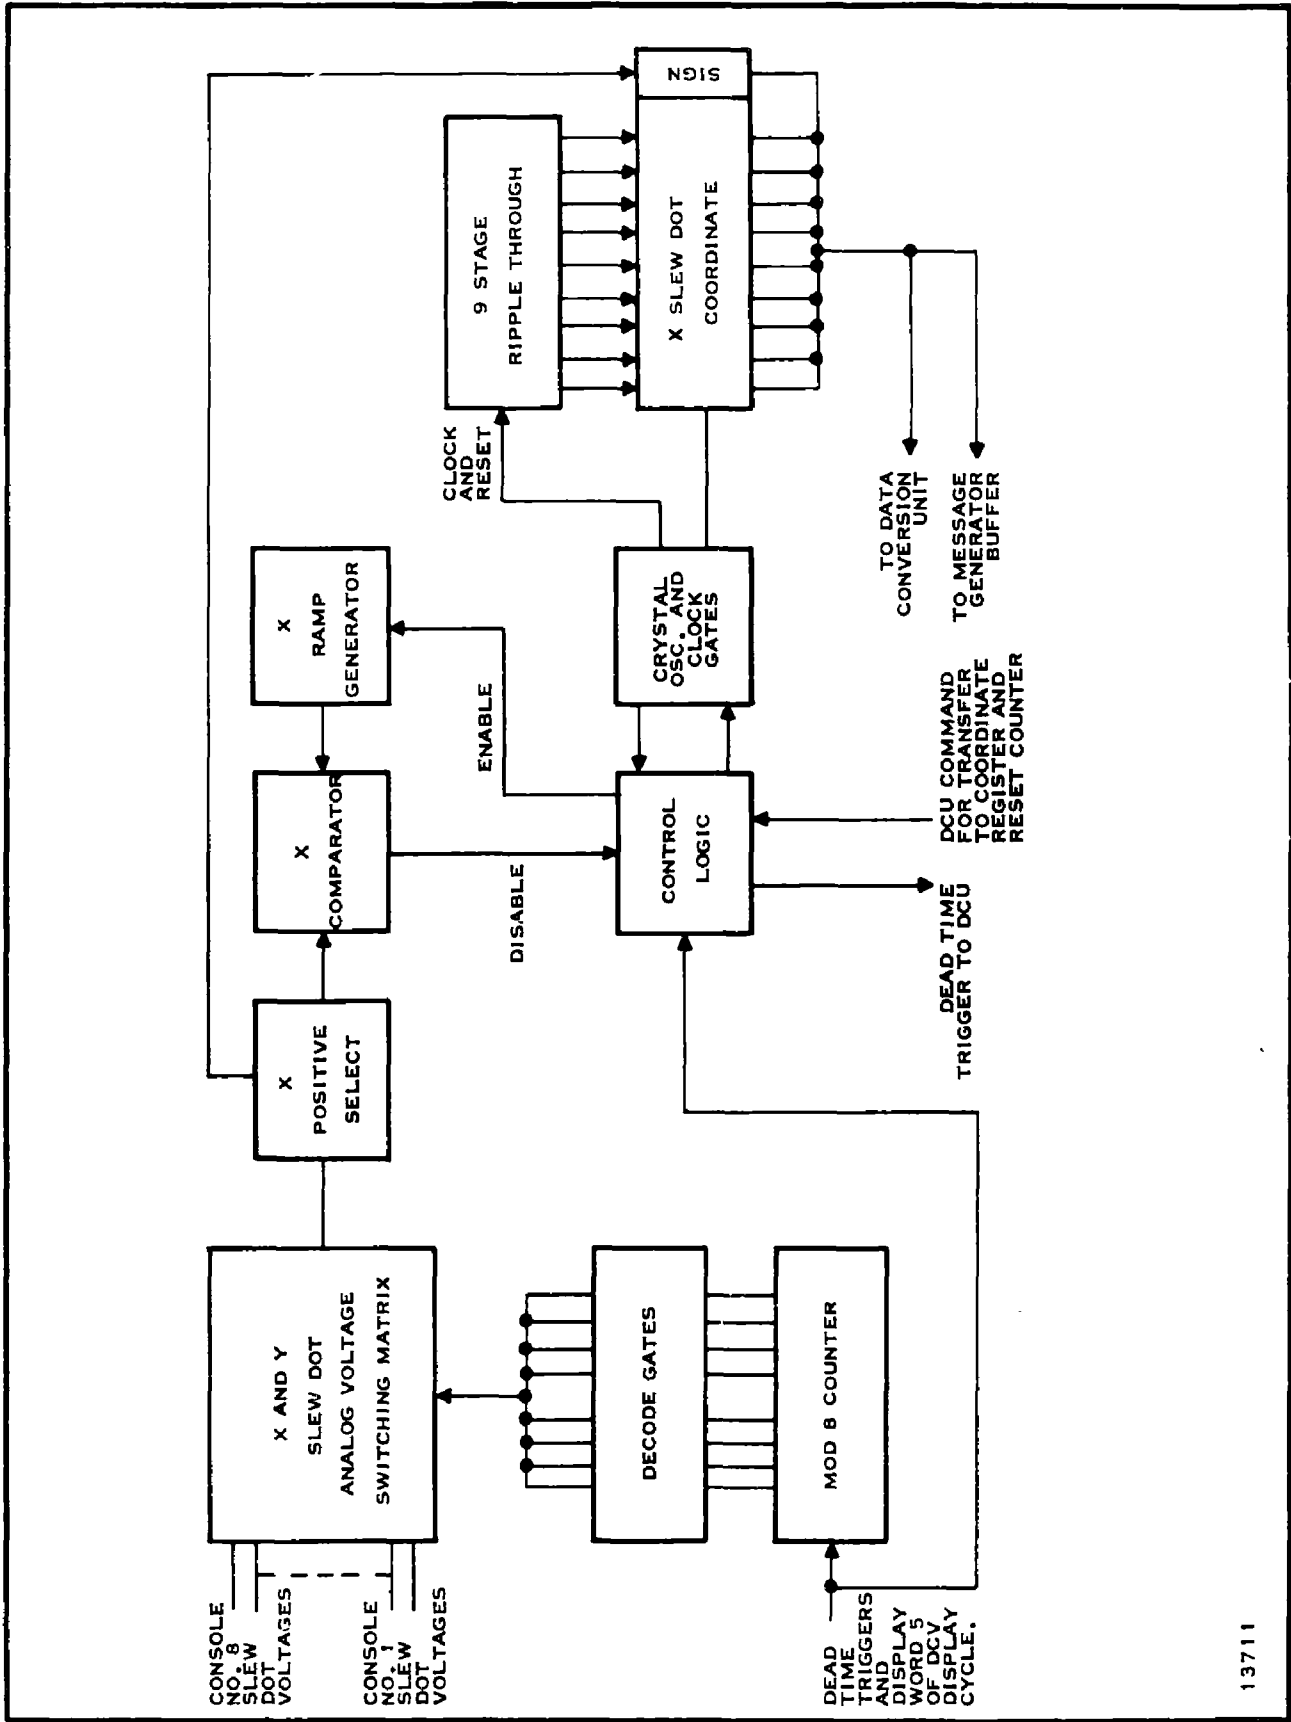 CONSOLE
NO. 8
SLEW
DOT
VOLTAGES
CONSOLE
NO. 1
SLEW
DOT
VOLTAGES
X AND Y
SLEW DOT
ANALOG VOLTAGE
SWITCHING MATRIX
X
POSITIVE
SELECT
X
COMPARATOR
X
RAMP
GENERATOR
DISABLE
ENABLE
CLOCK
AND
RESET
9 STAGE
RIPPLE THROUGH
DECODE GATES
MOD 8 COUNTER
CONTROL
LOGIC
CRYSTAL
OSC. AND
CLOCK
GATES
X SLEW DOT
COORDINATE
SIGN
DEAD
TIME
TRIGGERS
AND
DISPLAY
WORD 5
OF DCV
DISPLAY
CYCLE.
DEAD TIME
TRIGGER TO DCU
DCU COMMAND
FOR TRANSFER
TO COORDINATE
REGISTER AND
RESET COUNTER
TO DATA
CONVERSION
UNIT
TO MESSAGE
GENERATOR
BUFFER
13711